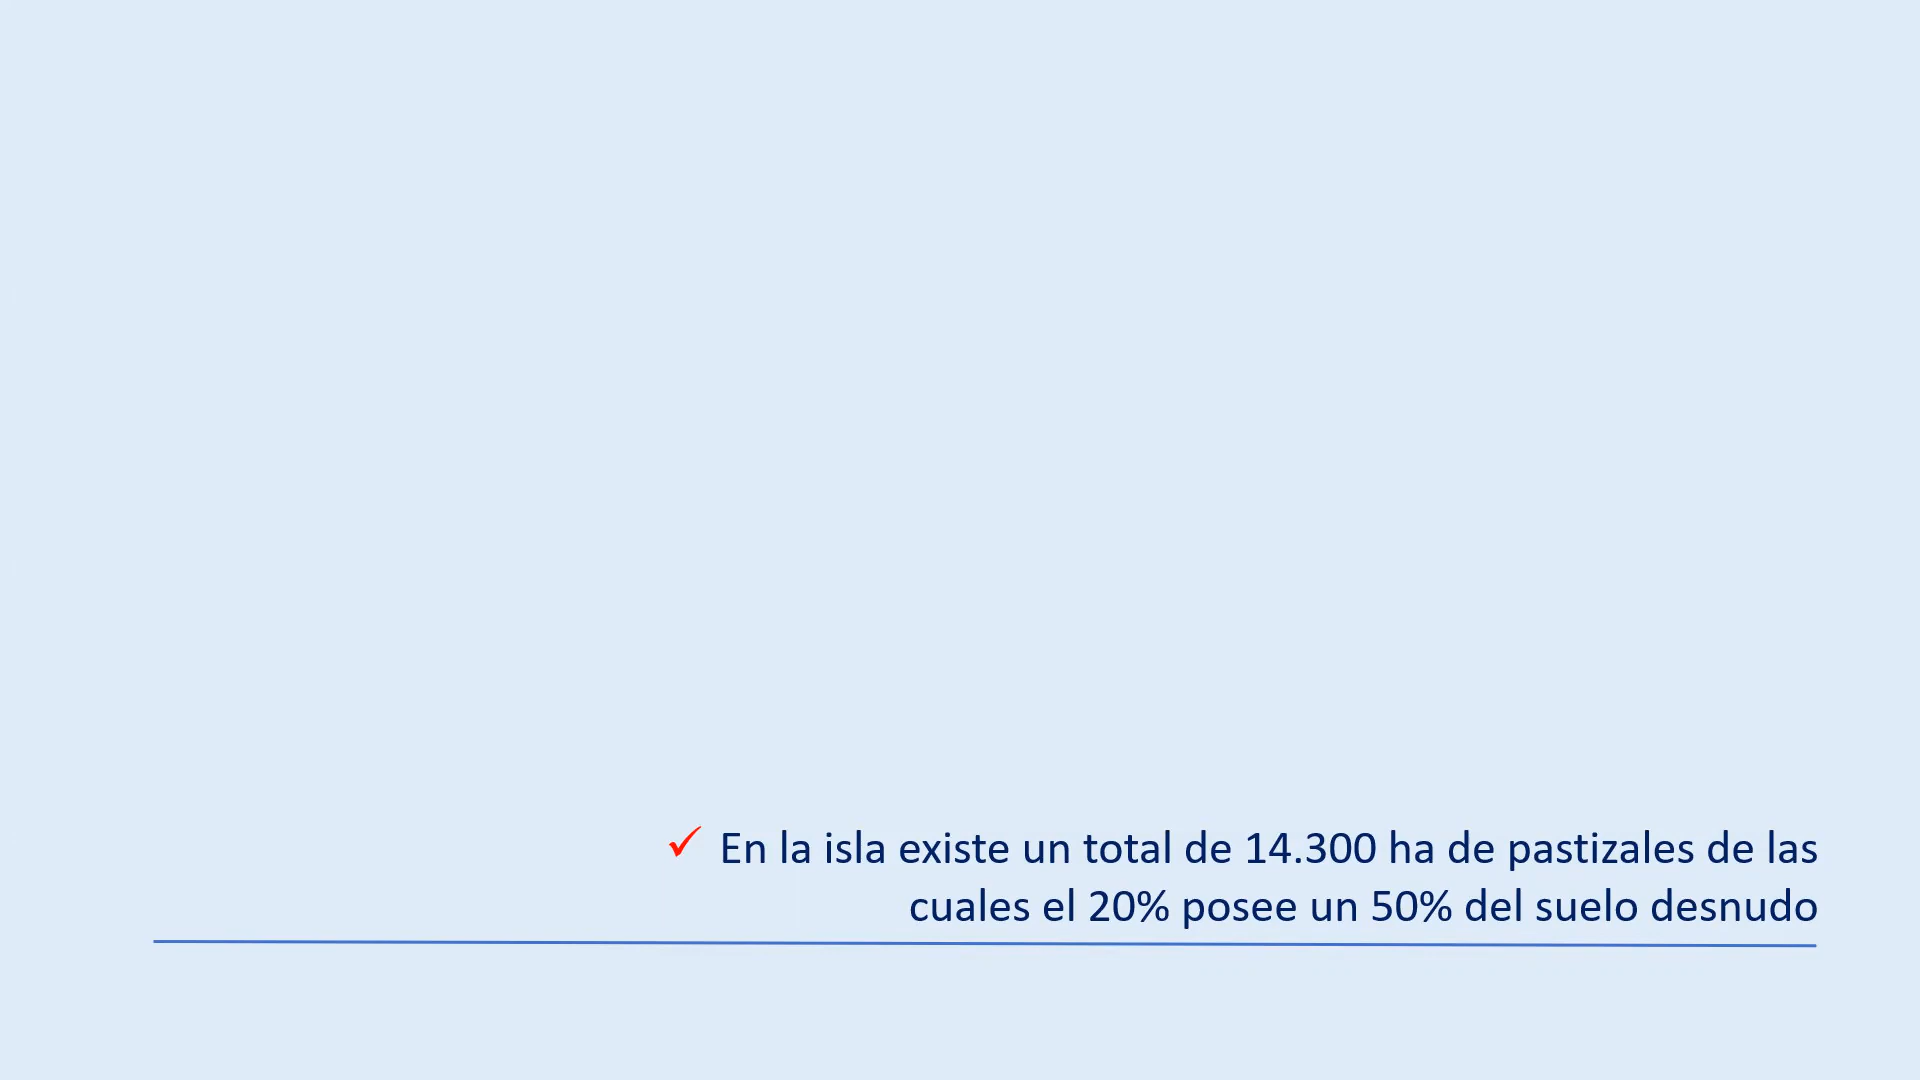 ✓ En la isla existe un total de 14.300 ha de pastizales de las
cuales el 20% posee un 50% del suelo desnudo